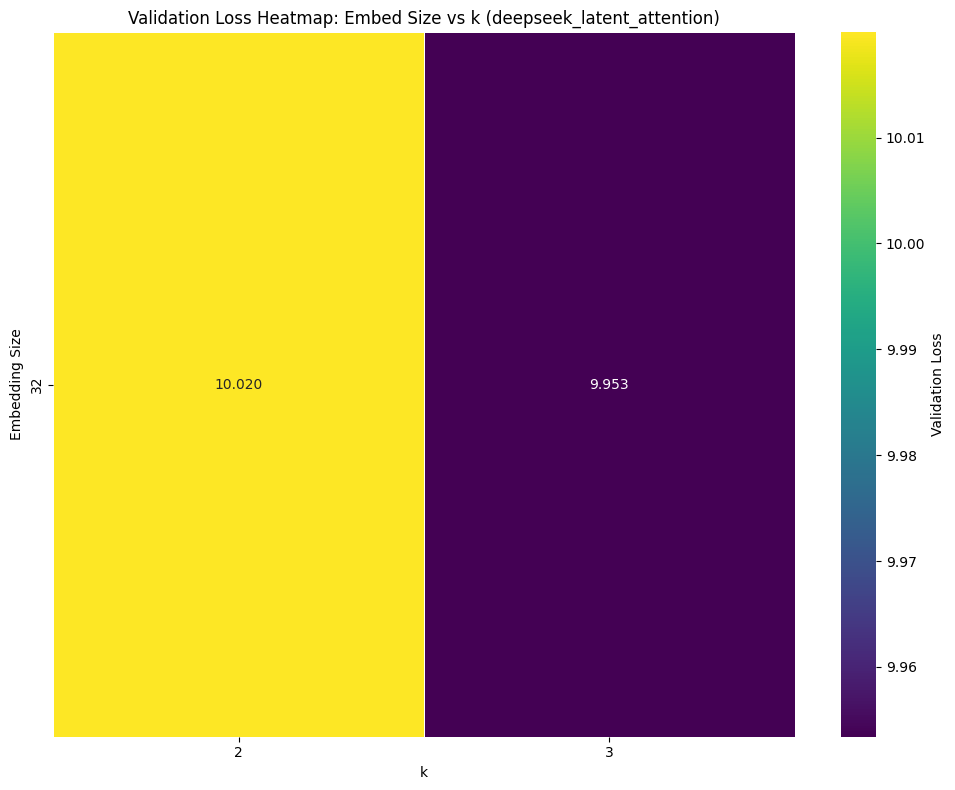 Validation Loss Heatmap: Embed Size vs k (deepseek_latent_attention)
Embedding Size
32
10.020
9.953
2
3
k
10.01
10.00
9.99
9.98
9.97
9.96
Validation Loss